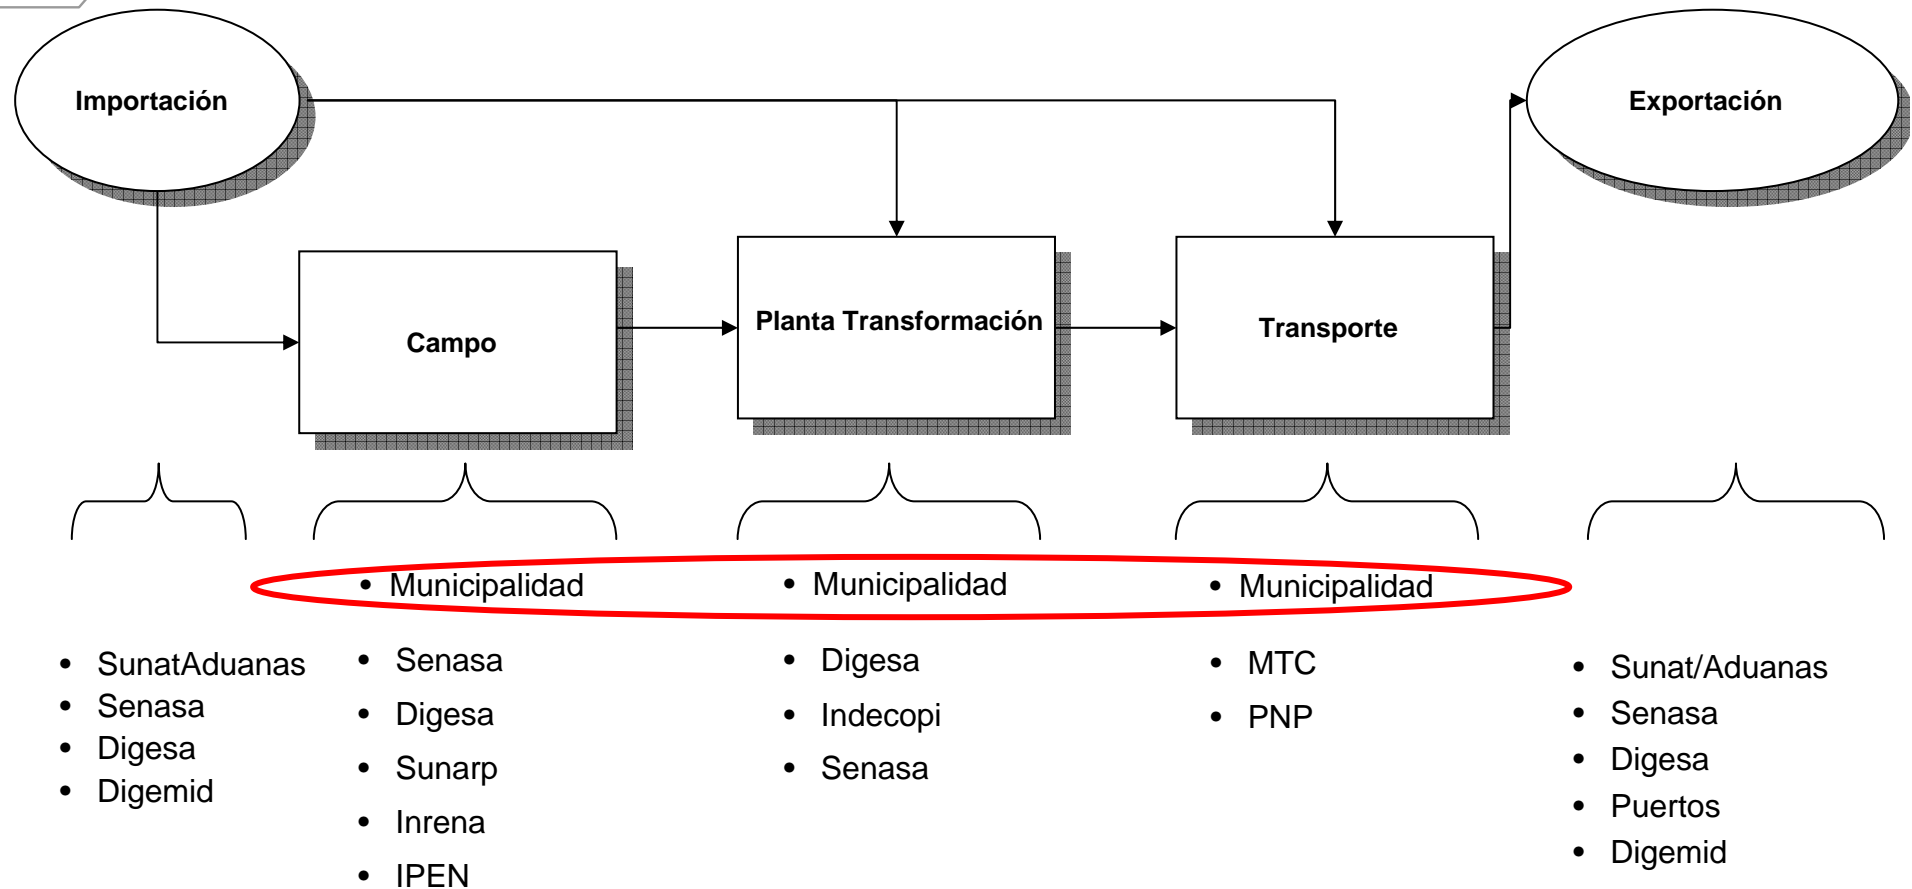 Importación
Exportación
Campo
Planta Transformación
Transporte
• SunatAduanas
• Senasa
• Digesa
• Digemid
• Municipalidad
• Senasa
• Digesa
• Sunarp
• Inrena
• IPEN
• Municipalidad
• Digesa
• Indecopi
• Senasa
• Municipalidad
• MTC
• PNP
• Sunat/Aduanas
• Senasa
• Digesa
• Puertos
• Digemid